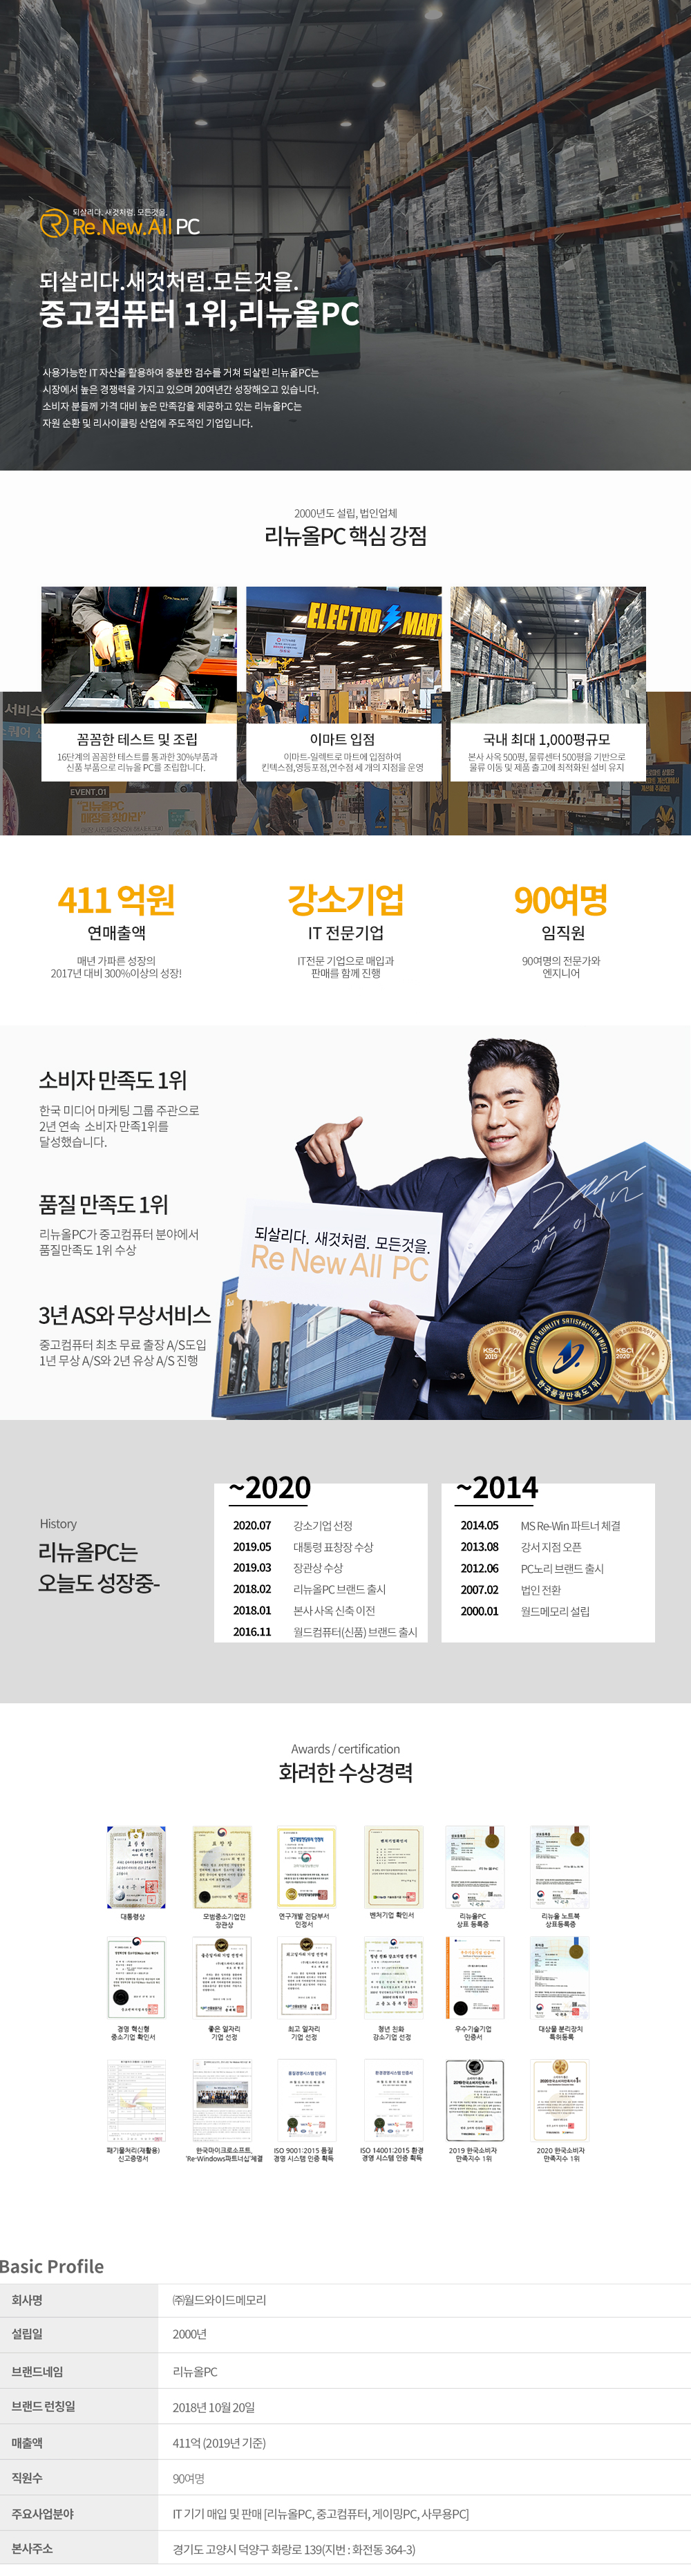 되살리다. 새것처럼. 모든것을.
Re.New.All PC
되살리다.새것처럼.모든것을.
중고컴퓨터 1위,리뉴올PC
사용가능한 IT 자산을 활용하여 충분한 검수를 거쳐 되살린 리뉴올PC는
시장에서 높은 경쟁력을 가지고 있으며 20여년간 성장해오고 있습니다.
소비자 분들께 가격 대비 높은 만족감을 제공하고 있는 리뉴올PC는
자원 순환 및 리사이클링 산업에 주도적인 기업입니다.
2000년도 설립, 법인업체
리뉴올PC 핵심 강점
ELECTRO MART
꼼꼼한 테스트 및 조립
16단계의 꼼꼼한 테스트를 통과한 30%부품과
신품 부품으로 리뉴올 PC를 조립합니다.
이마트 입점
이마트-일렉트로 마트에 입점하여
킨텍스점,영등포점,연수점 세 개의 지점을 운영
국내 최대 1,000평규모
본사 사옥 500평, 물류센터 500평을 기반으로
물류 이동 및 제품 출고에 최적화된 설비 유지
서비스
EVENT.01
"리뉴올PC
매장을 찾아라"
411 억원
연매출액
매년 가파른 성장의
2017년 대비 300%이상의 성장!
강소기업
IT 전문기업
IT전문 기업으로 매입과
판매를 함께 진행
90여명
임직원
90여명의 전문가와
엔지니어
소비자 만족도 1위
한국 미디어 마케팅 그룹 주관으로
2년 연속 소비자 만족1위를
달성했습니다.
품질 만족도 1위
리뉴올PC가 중고컴퓨터 분야에서
품질만족도 1위 수상
3년 AS와 무상서비스
중고컴퓨터 최초 무료 출장 A/S도입
1년 무상 A/S와 2년 유상 A/S 진행
되살리다. 새것처럼. 모든것을.
Re New All PC
KSCI
2019
KOREA QUALITY SATISFACTION INDEX
한국품질만족도1위
KSCI
2020
History
리뉴올PC는
오늘도 성장중-
~2020
2020.07 강소기업 선정
2019.05 대통령 표창장 수상
2019.03 장관상 수상
2018.02 리뉴올PC 브랜드 출시
2018.01 본사 사옥 신축 이전
2016.11 월드컴퓨터(신품) 브랜드 출시
~2014
2014.05 MS Re-Win 파트너 체결
2013.08 강서 지점 오픈
2012.06 PC노리 브랜드 출시
2007.02 법인 전환
2000.01 월드메모리 설립
Awards / certification
화려한 수상경력
대통령상
모범중소기업인
장관상
연구개발 전담부서
인정서
벤처기업 확인서
리뉴올PC
상표 등록증
리뉴올 노트북
상표등록증
경영 혁신형
중소기업 확인서
좋은 일자리
기업 선정
최고 일자리
기업 선정
청년 친화
강소기업 선정
우수기술기업
인증서
대상물 분리장치
특허등록
폐기물처리(재활용)
신고증명서
한국마이크로소프트,
'Re-Windows파트너십'체결
ISO 9001:2015 품질
경영 시스템 인증 획득
ISO 14001:2015 환경
경영 시스템 인증 획득
2019 한국소비자
만족지수 1위
2020 한국소비자
만족지수 1위
Basic Profile
회사명 ㈜월드와이드메모리
설립일 2000년
브랜드네임 리뉴올PC
브랜드 런칭일 2018년 10월 20일
매출액 411억 (2019년 기준)
직원수 90여명
주요사업분야 IT 기기 매입 및 판매 [리뉴올PC, 중고컴퓨터, 게이밍PC, 사무용PC]
본사주소 경기도 고양시 덕양구 화랑로 139(지번 : 화전동 364-3)